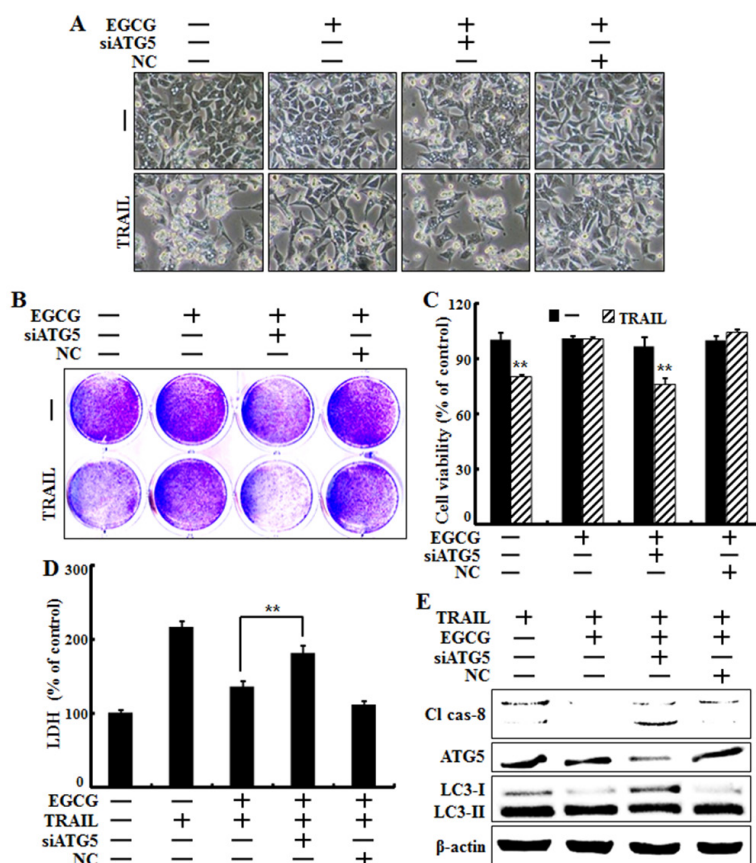 A
EGCG — + + +
siATG5 — — + —
NC — — — +
—
TRAIL
B
EGCG — + + +
siATG5 — — + —
NC — — — +
—
TRAIL
C
— TRAIL
Cell viability (% of control)
120
90
60
30
0
**
**
EGCG — + + +
siATG5 — — + —
NC — — — +
D
LDH (% of control)
300
200
100
0
**
EGCG — — + + +
TRAIL — + + + +
siATG5 — — — + —
NC — — — — +
E
TRAIL + + + +
EGCG — + + +
siATG5 — — + —
NC — — — +
Cl cas-8
ATG5
LC3-I
LC3-II
β-actin